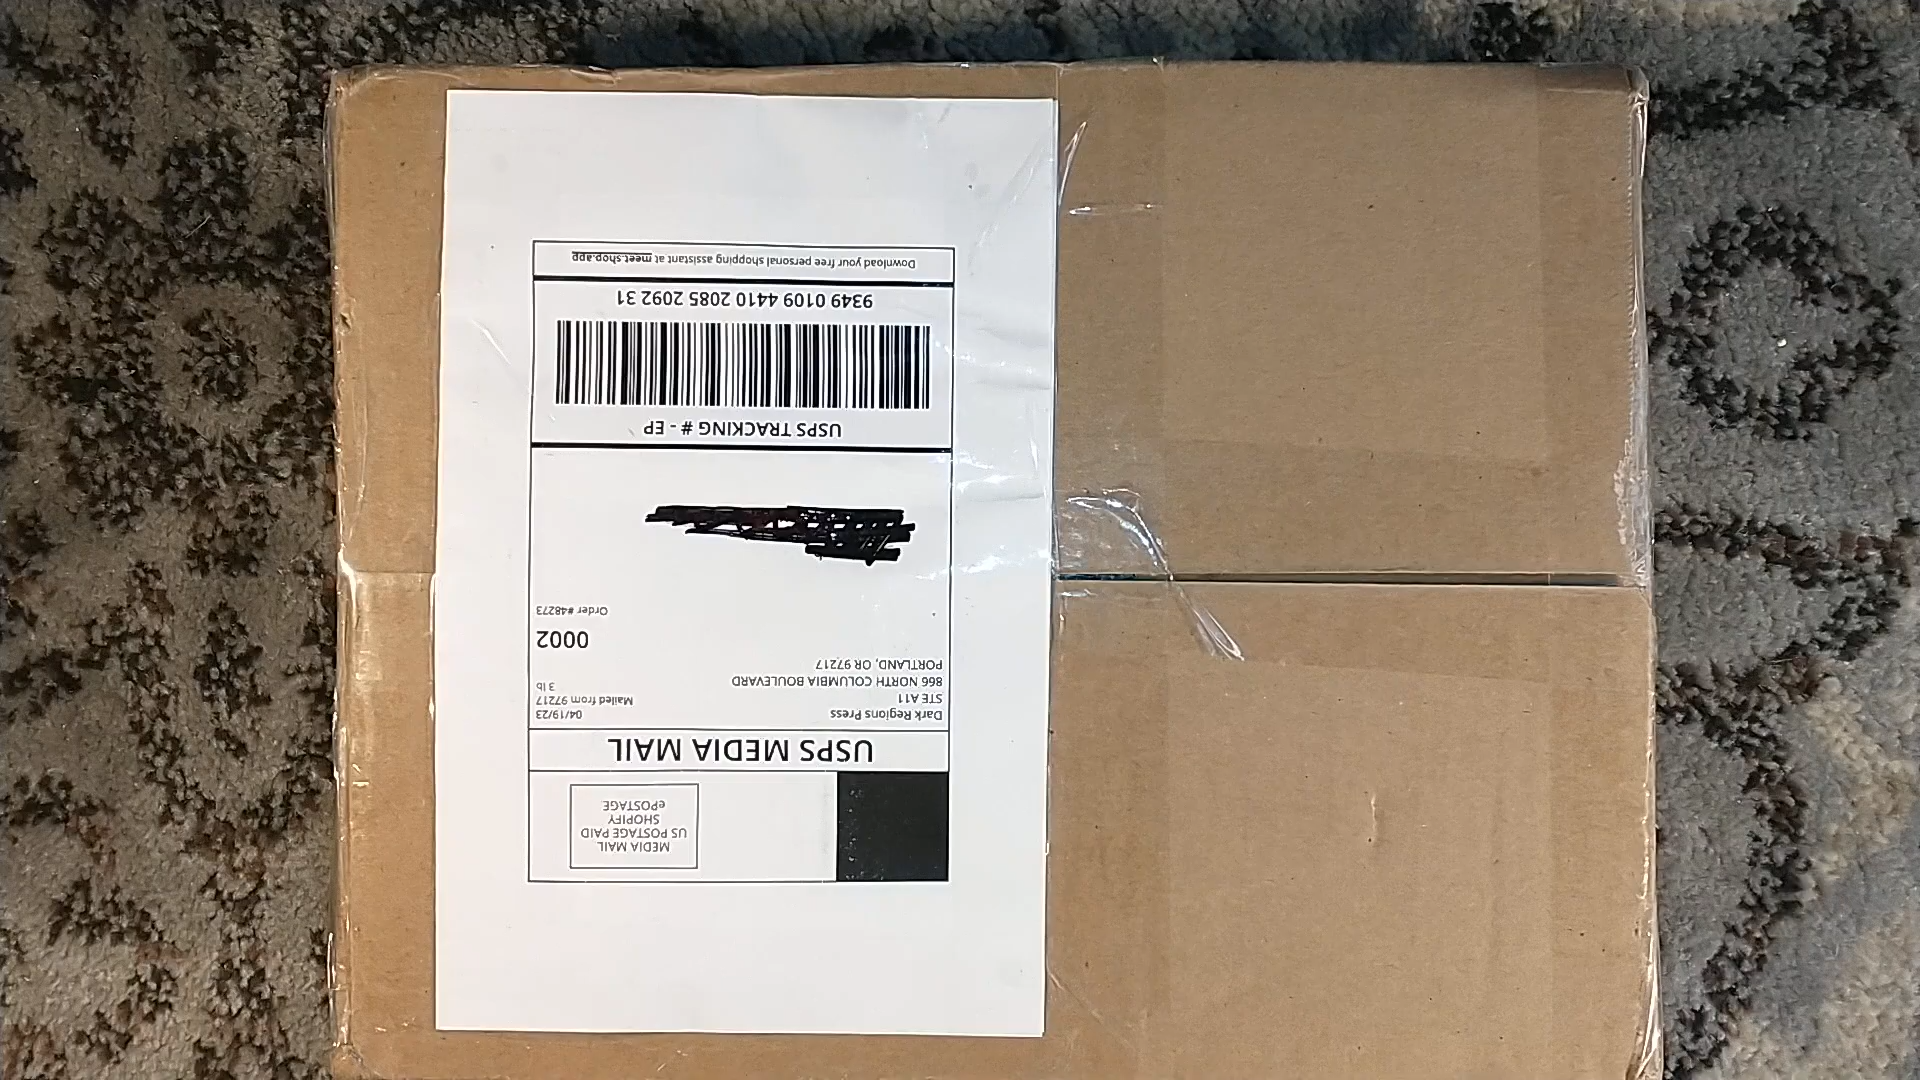 MEDIA MAIL
US POSTAGE PAID
SHOPIFY
ePOSTAGE
USPS MEDIA MAIL
Dark Regions Press
STE A11
866 NORTH COLUMBIA BOULEVARD
PORTLAND, OR 97217
04/19/23
Mailed from 97217
3 lb
0002
Order #48273
USPS TRACKING # - EP
9349 0109 4410 2085 2092 31
Download your free personal shopping assistant at meet.shop.app